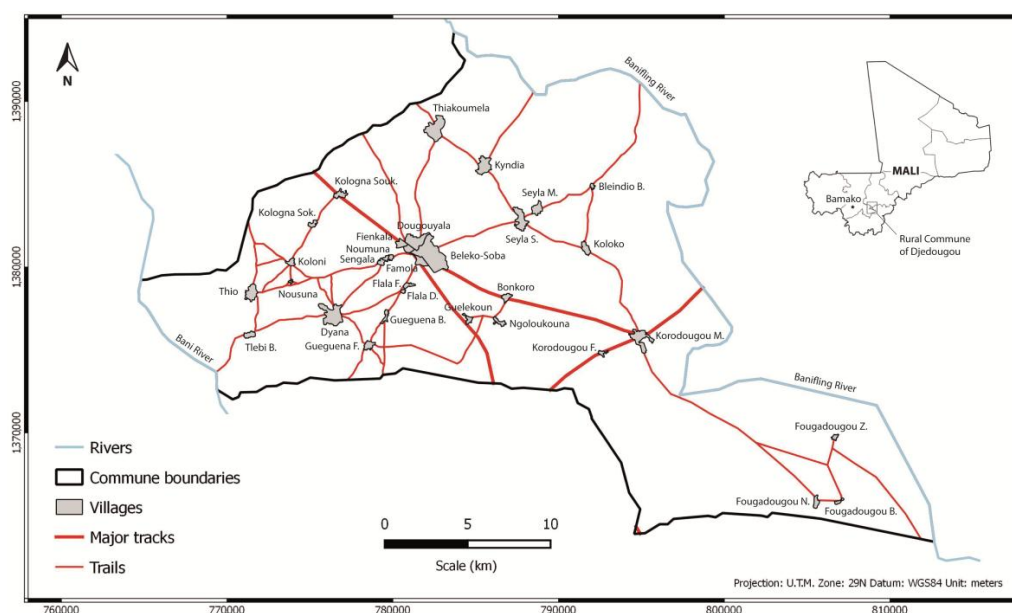 N
1390000
1380000
1370000
Banifling River
Thiakoumela
Kyndia
Bleindio B.
Seyla M.
Kologna Souk.
Kologna Sok.
Dougouyala
Fienkala
Noumuna
Sengala
Famola
Beleko-Soba
Seyla S.
Koloko
Koloni
Flala F.
Flala D.
Bonkoro
Thio
Nousuna
Guelekoun
Dyana
Gueguena B.
Ngoloukouna
Tlebi B.
Gueguena F.
Korodougou F.
Korodougou M.
Bani River
Banifling River
Fougadougou Z.
Fougadougou N.
Fougadougou B.
MALI
Bamako
Rural Commune
of Djedougou
Rivers
Commune boundaries
Villages
Major tracks
Trails
0 5 10
Scale (km)
Projection: U.T.M. Zone: 29N Datum: WGS84 Unit: meters
760000 770000 780000 790000 800000 810000